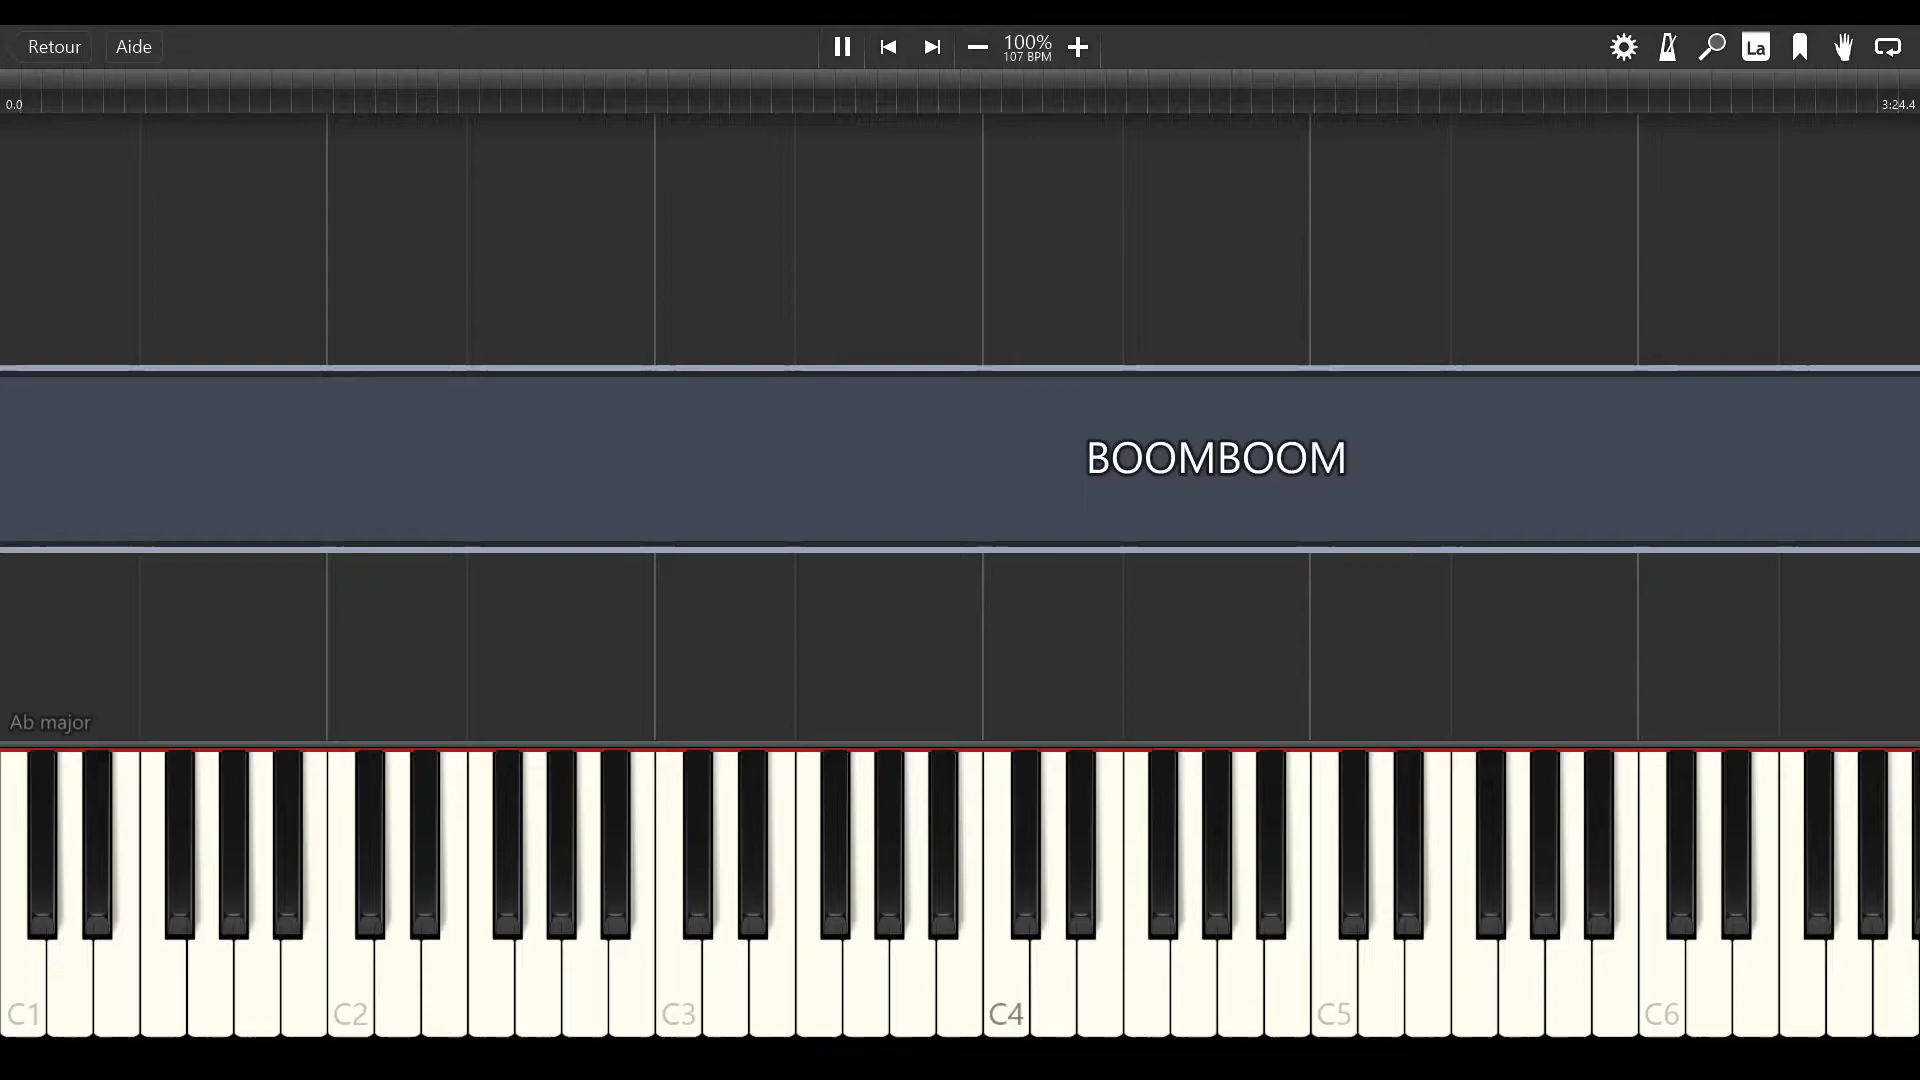 Retour Aide 100% La
107 BPM
0.0 3:24.4
BOOMBOOM
Ab major
C1 C2 C3 C4 C5 C6